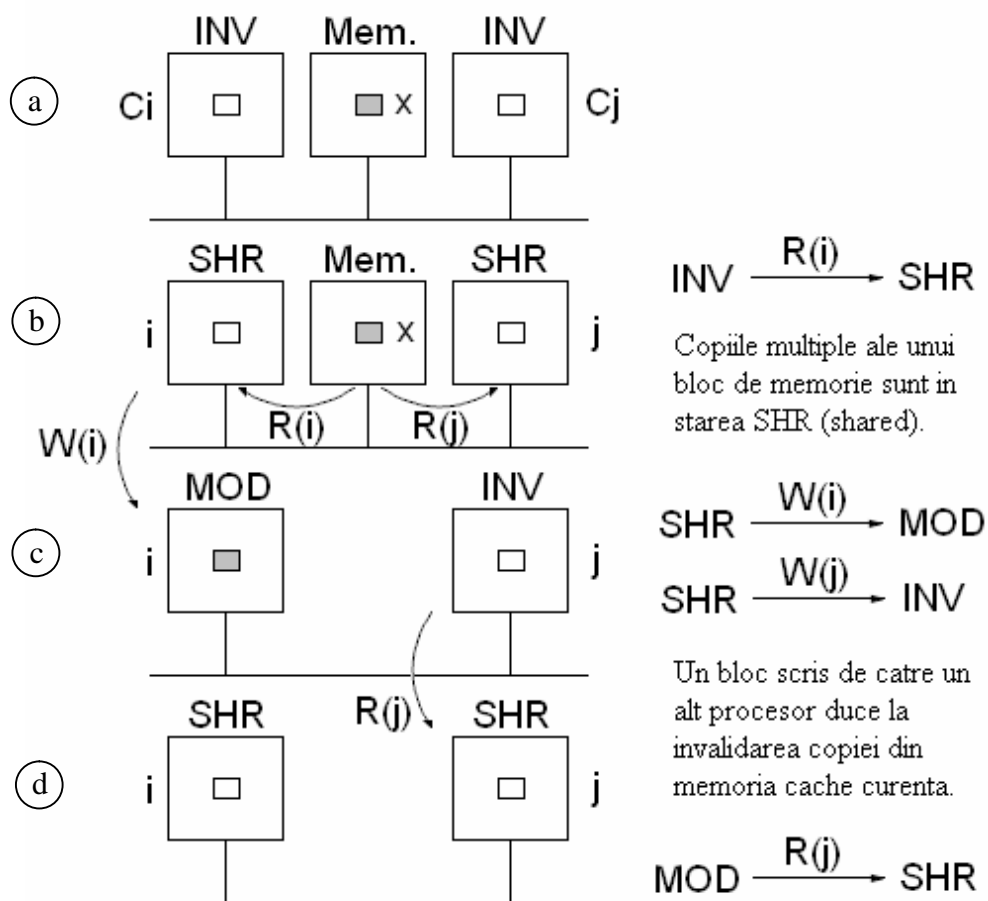 INV Mem. INV
a Ci X Cj
SHR Mem. SHR
INV R(i) SHR
b i X j
Copiile multiple ale unui
bloc de memorie sunt in
starea SHR (shared).
R(i) R(j)
W(i)
MOD INV
SHR W(i) MOD
c i j
SHR W(j) INV
Un bloc scris de catre un
alt procesor duce la
invalidarea copiei din
memoria cache curenta.
R(j)
SHR SHR
d i j
MOD R(j) SHR